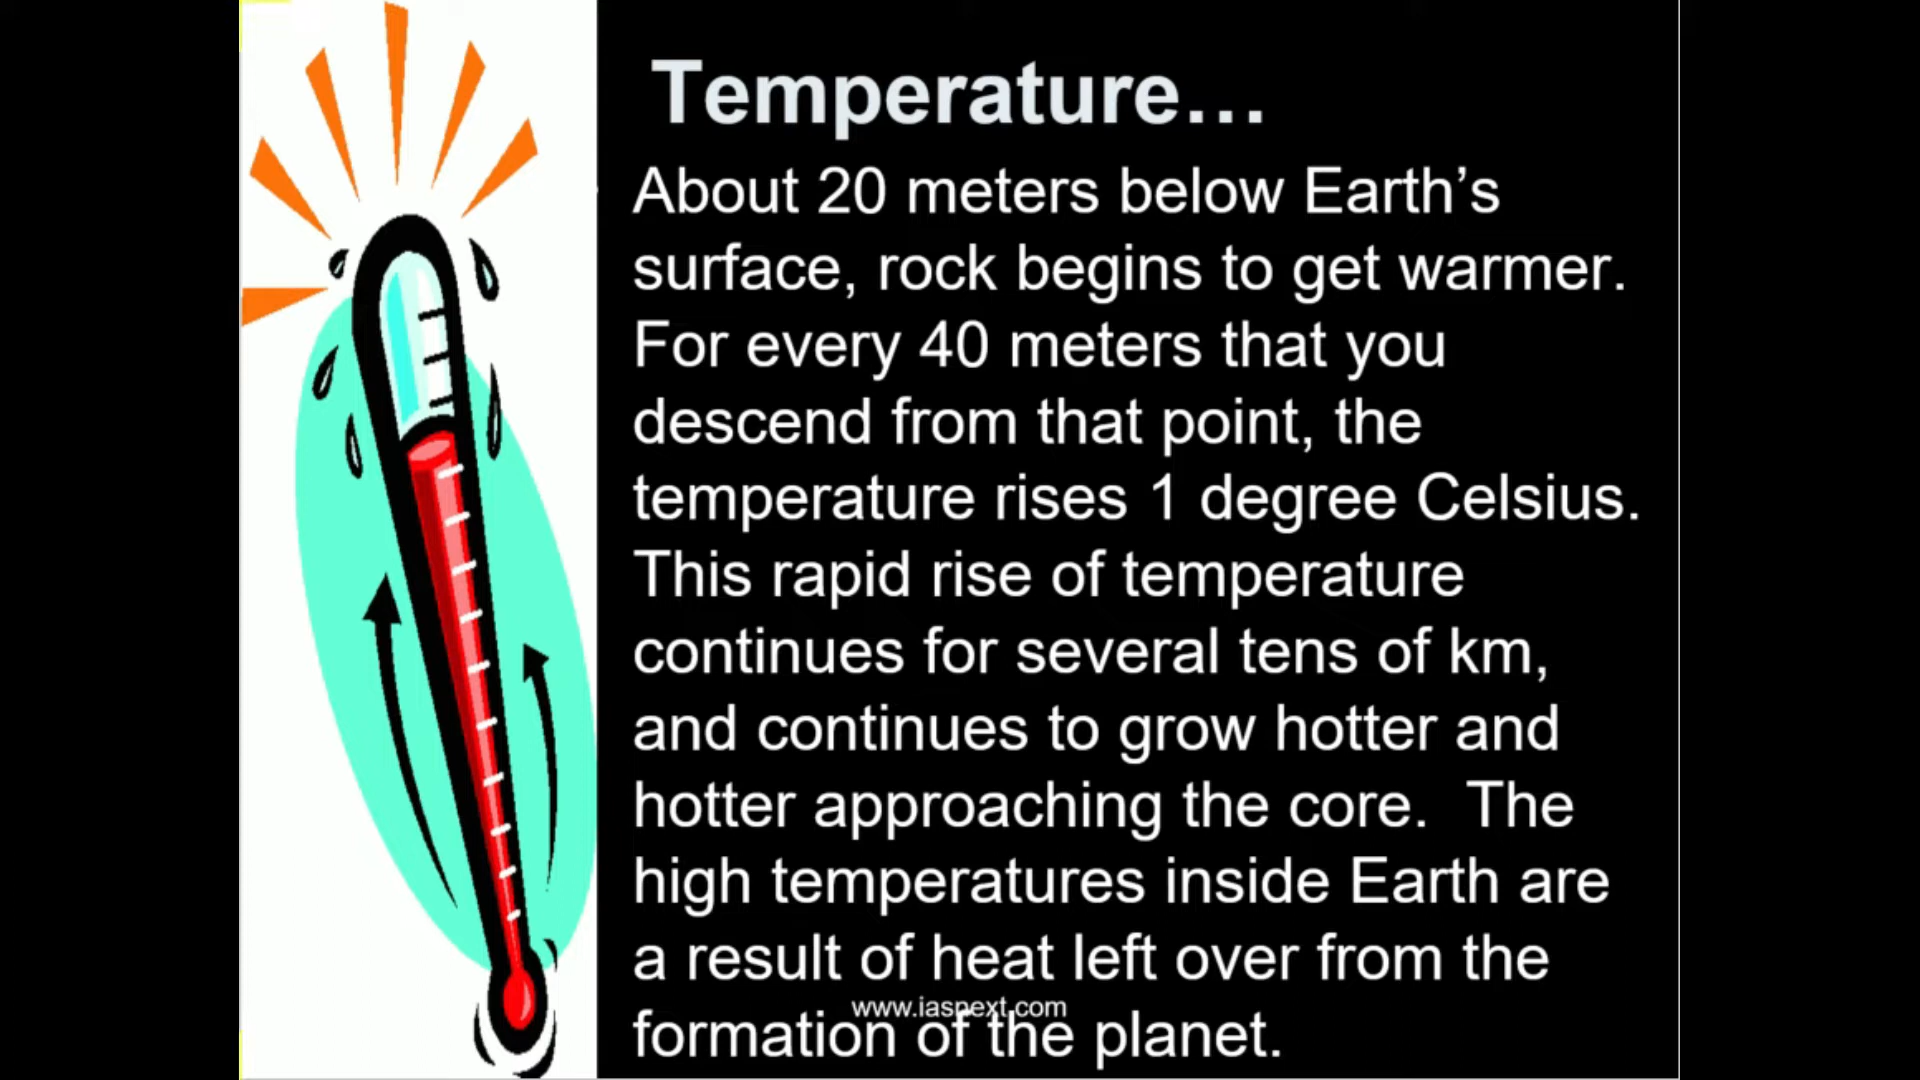 Temperature…
About 20 meters below Earth’s
surface, rock begins to get warmer.
For every 40 meters that you
descend from that point, the
temperature rises 1 degree Celsius.
This rapid rise of temperature
continues for several tens of km,
and continues to grow hotter and
hotter approaching the core.  The
high temperatures inside Earth are
a result of heat left over from the
www.iasnext.com
formation of the planet.